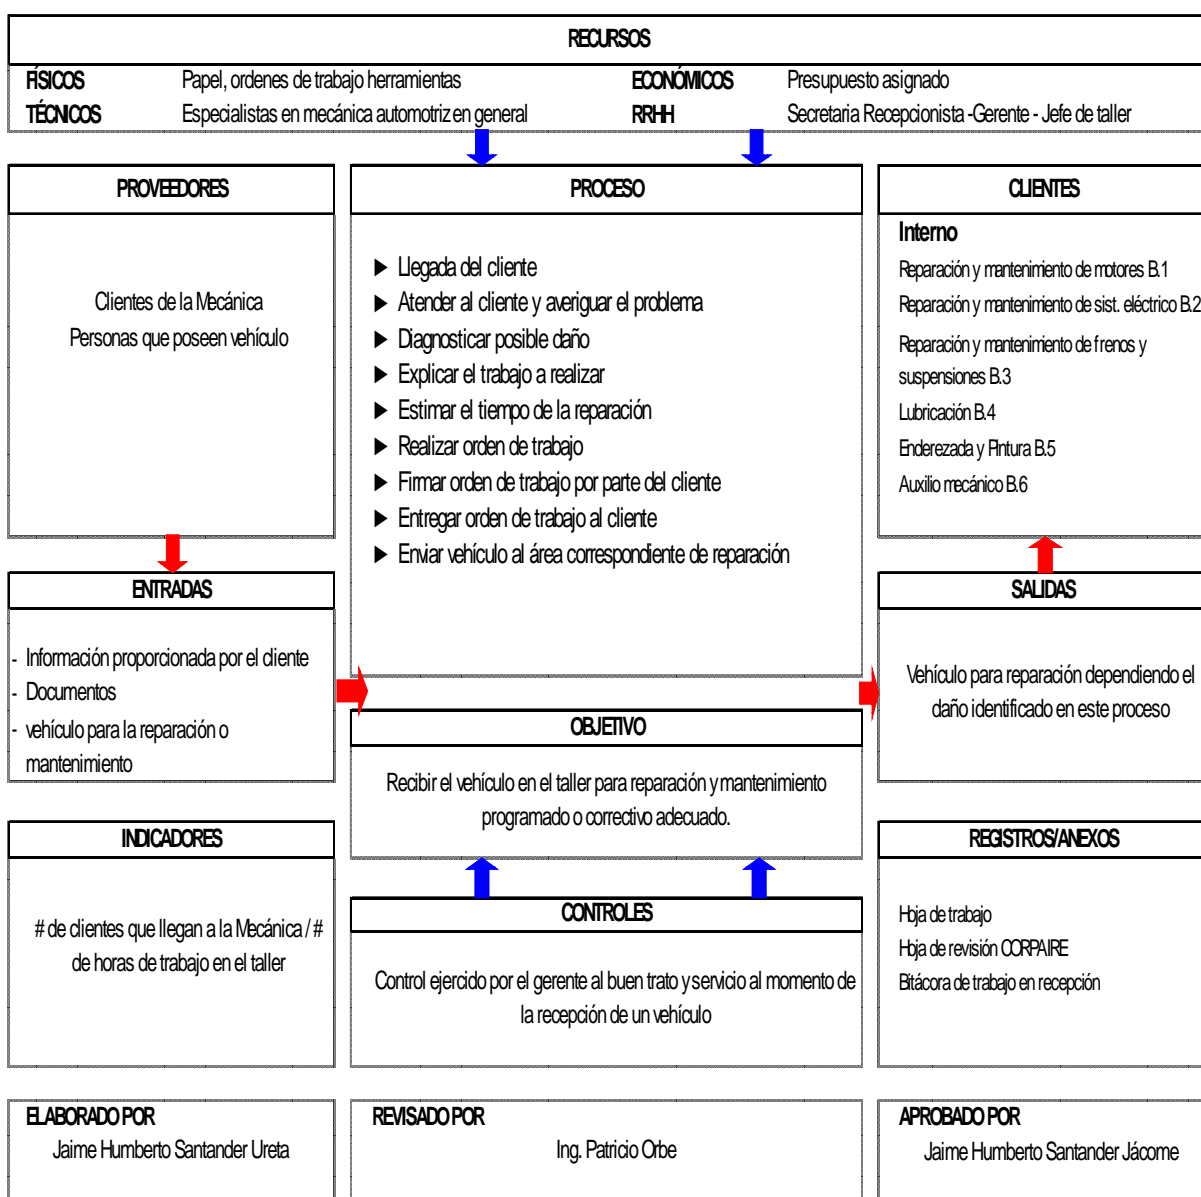 RECURSOS
FÍSICOS Papel, ordenes de trabajo herramientas ECONÓMICOS Presupuesto asignado
TÉCNICOS Especialistas en mecánica automotriz en general RRHH Secretaria Recepcionista -Gerente - Jefe de taller
PROVEEDORES
Clientes de la Mecánica
Personas que poseen vehículo
PROCESO
Llegada del cliente
Atender al cliente y averiguar el problema
Diagnosticar posible daño
Explicar el trabajo a realizar
Estimar el tiempo de la reparación
Realizar orden de trabajo
Firmar orden de trabajo por parte del cliente
Entregar orden de trabajo al cliente
Enviar vehículo al área correspondiente de reparación
CLIENTES
Interno
Reparación y mantenimiento de motores B.1
Reparación y mantenimiento de sist. eléctrico B.2
Reparación y mantenimiento de frenos y
suspensiones B.3
Lubricación B.4
Enderezada y Pintura B.5
Auxilio mecánico B.6
ENTRADAS
- Información proporcionada por el cliente
- Documentos
- vehículo para la reparación o
mantenimiento
OBJETIVO
Recibir el vehículo en el taller para reparación y mantenimiento
programado o correctivo adecuado.
SALIDAS
Vehículo para reparación dependiendo el
daño identificado en este proceso
INDICADORES
# de clientes que llegan a la Mecánica / #
de horas de trabajo en el taller
CONTROLES
Control ejercido por el gerente al buen trato y servicio al momento de
la recepción de un vehículo
REGISTROS/ANEXOS
Hoja de trabajo
Hoja de revisión CORPAIRE
Bitácora de trabajo en recepción
ELABORADO POR
Jaime Humberto Santander Ureta
REVISADO POR
Ing. Patricio Orbe
APROBADO POR
Jaime Humberto Santander Jácome